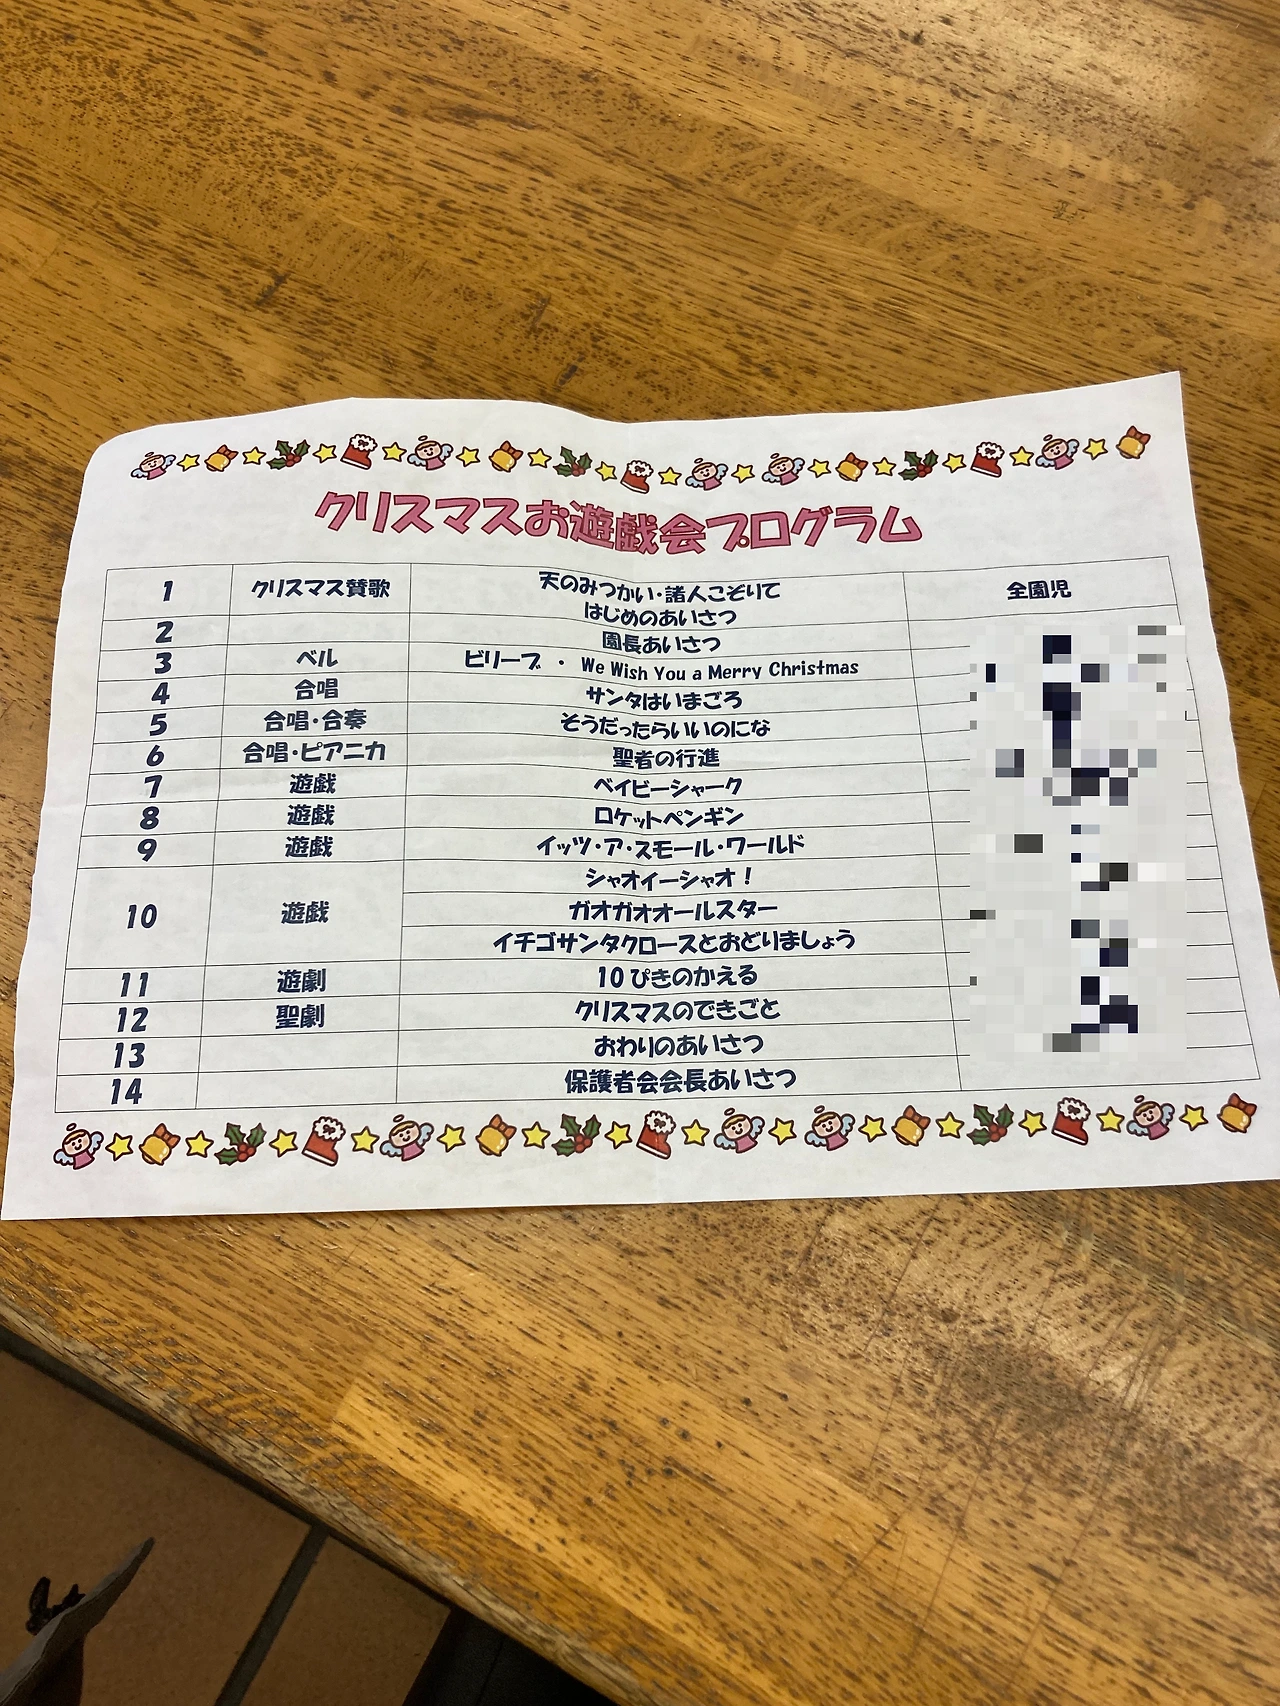 クリスマスお遊戯会プログラム
1 クリスマス賛歌 天のみつかい・諸人こぞりて 全園児
はじめのあいさつ
2 園長あいさつ
3 ベル ビリーブ ・ We Wish You a Merry Christmas
4 合唱 サンタはいまごろ
5 合唱・合奏 そうだったらいいのにな
6 合唱・ピアニカ 聖者の行進
7 遊戯 ベイビーシャーク
8 遊戯 ロケットペンギン
9 遊戯 イッツ・ア・スモール・ワールド
シャオイーシャオ！
10 遊戯 ガオガオオールスター
イチゴサンタクロースとおどりましょう
11 遊劇 10ぴきのかえる
12 聖劇 クリスマスのできごと
13 おわりのあいさつ
14 保護者会会長あいさつ